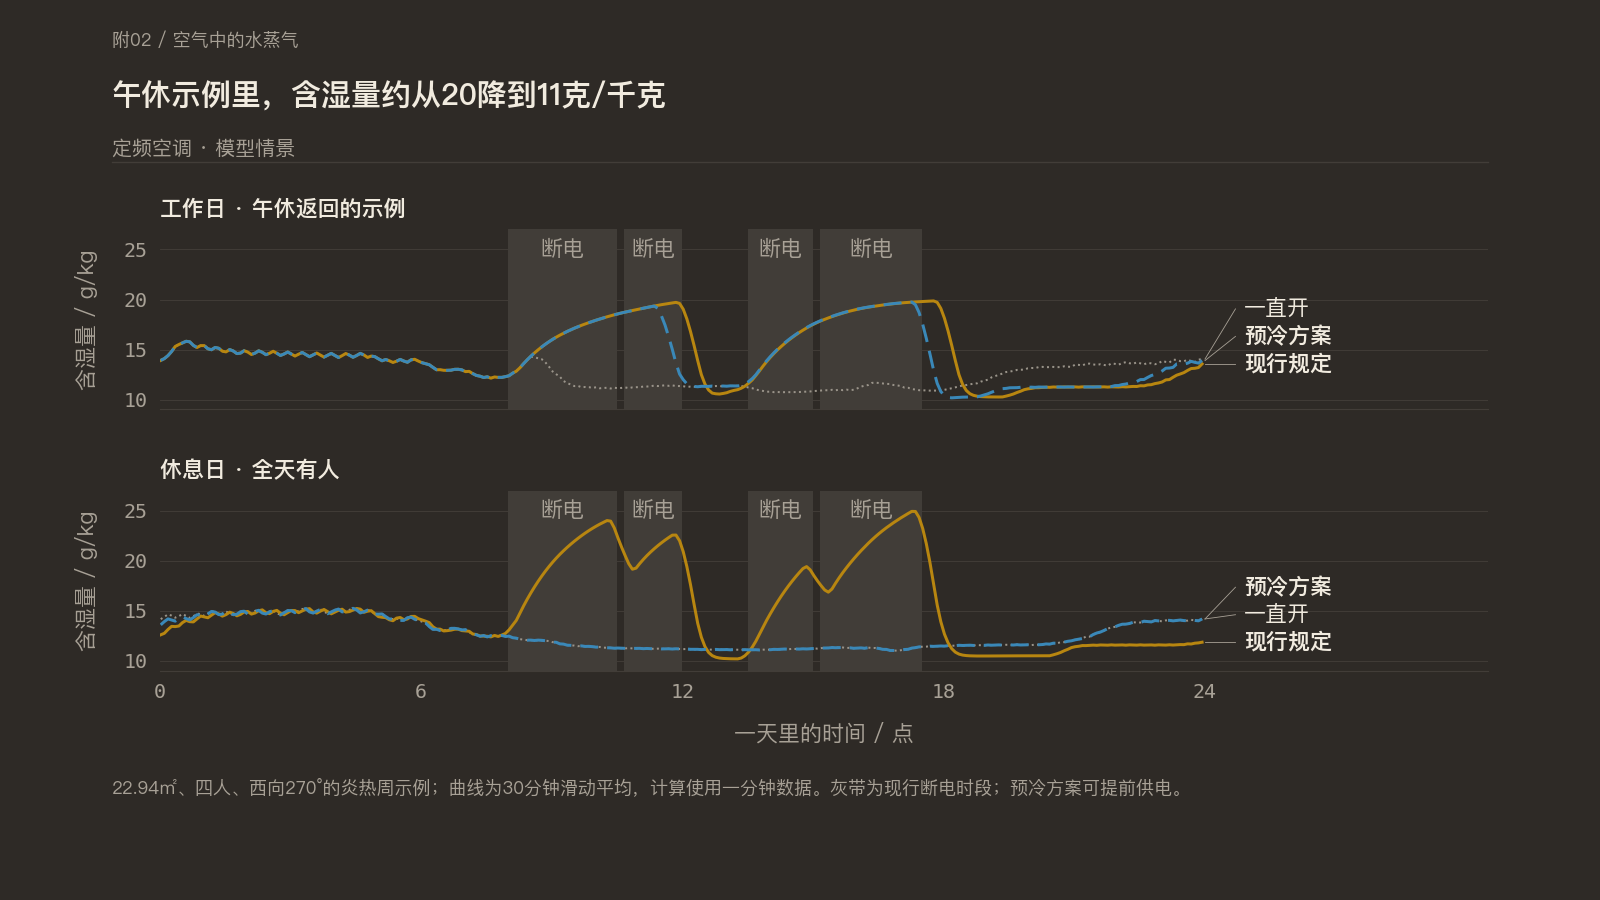 附02 / 空气中的水蒸气
午休示例里，含湿量约从20降到11克/千克
定频空调 · 模型情景
工作日 · 午休返回的示例
含湿量 / g/kg
25
20
15
10
断电
断电
断电
断电
一直开
预冷方案
现行规定
休息日 · 全天有人
含湿量 / g/kg
25
20
15
10
断电
断电
断电
断电
预冷方案
一直开
现行规定
0
6
12
18
24
一天里的时间 / 点
22.94㎡、四人、西向270°的炎热周示例；曲线为30分钟滑动平均，计算使用一分钟数据。灰带为现行断电时段；预冷方案可提前供电。